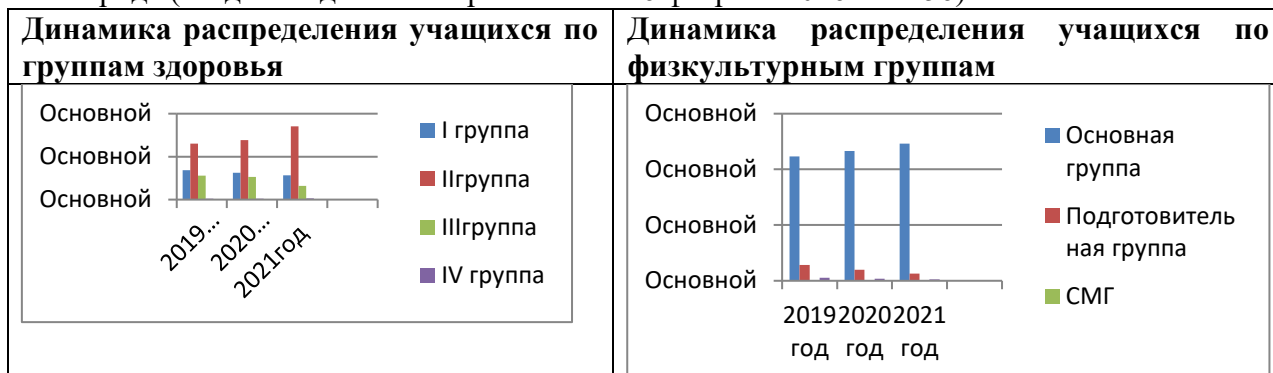 Динамика распределения учащихся по
группам здоровья
Динамика распределения учащихся по
физкультурным группам
Основной
Основной
Основной
2019...
2020...
2021год
I группа
IIгруппа
IIIгруппа
IV группа
Основной
Основной
Основной
Основной
2019 2020 2021
год год год
Основная
группа
Подготовитель
ная группа
СМГ